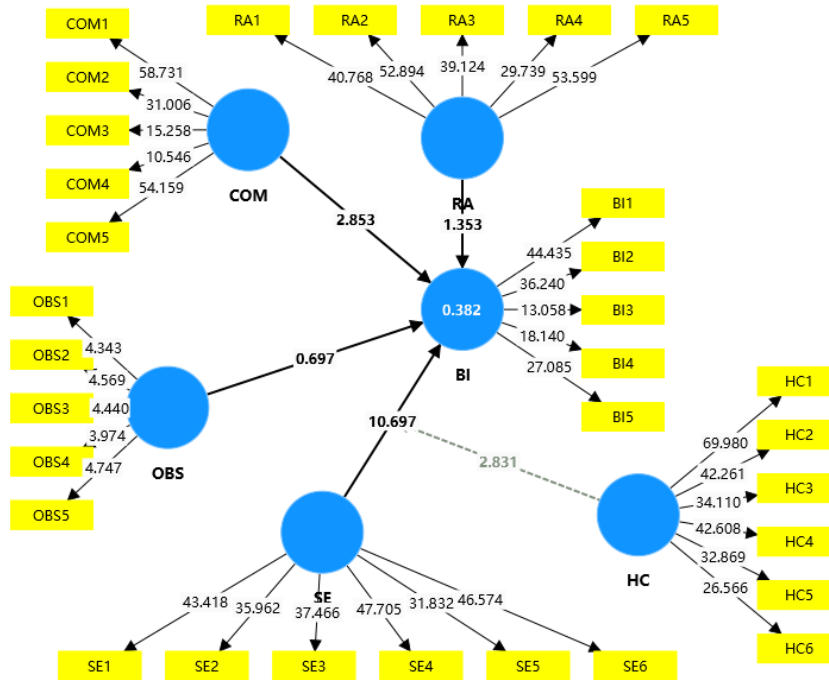 COM1
COM2
COM3
COM4
COM5
58.731
31.006
15.258
10.546
54.159
COM
RA1
RA2
RA3
RA4
RA5
40.768
52.894
39.124
29.739
53.599
RA
2.853
1.353
BI1
BI2
BI3
BI4
BI5
44.435
36.240
13.058
18.140
27.085
0.382
BI
OBS1
OBS2
OBS3
OBS4
OBS5
4.343
4.569
4.440
3.974
4.747
OBS
0.697
10.697
2.831
HC1
HC2
HC3
HC4
HC5
HC6
69.980
42.261
34.110
42.608
32.869
26.566
HC
SE
43.418
35.962
37.466
47.705
31.832
46.574
SE1
SE2
SE3
SE4
SE5
SE6